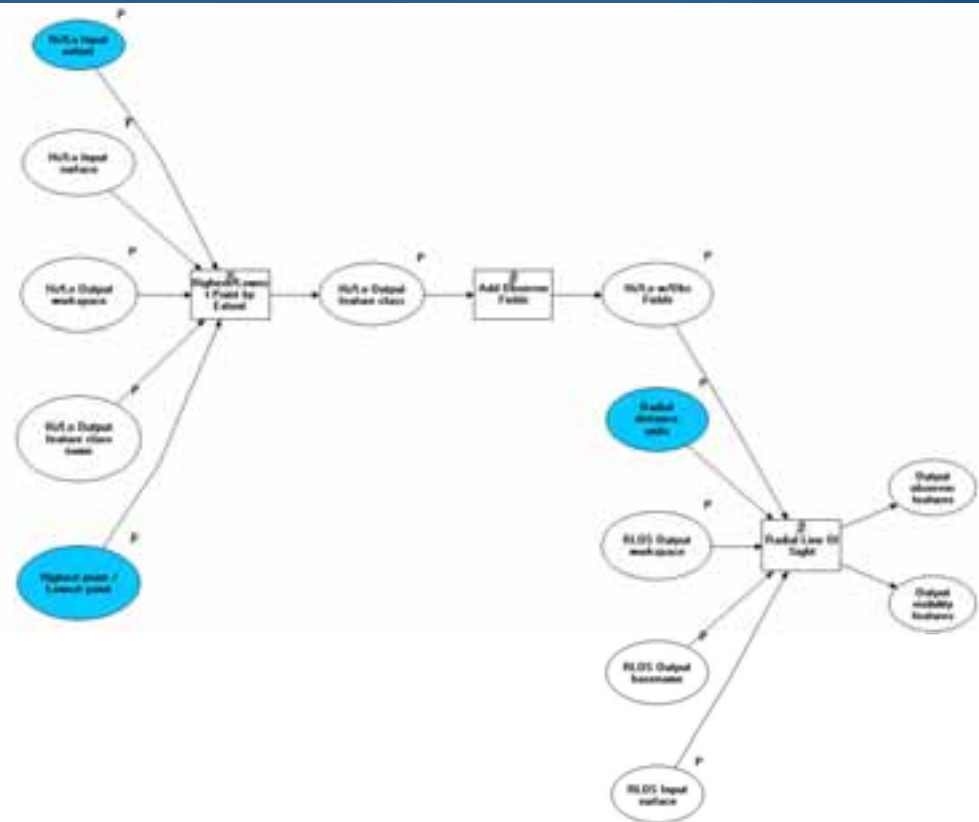 P
Hi/Lo Input
extent
P
Hi/Lo Input
surface
P
Hi/Lo Output
workspace
P
Hi/Lo Output
feature class
name
P
Highest point /
Lowest point
Highest/Lowes
t Point by
Extent
P
Hi/Lo Output
feature class
Add Observer
Fields
P
Hi/Lo w/Obs
Fields
P
Radial
distance
units
P
RLOS Output
workspace
P
RLOS Output
basename
P
RLOS Input
surface
Radial Line Of
Sight
Output
observer
features
Output
visibility
features